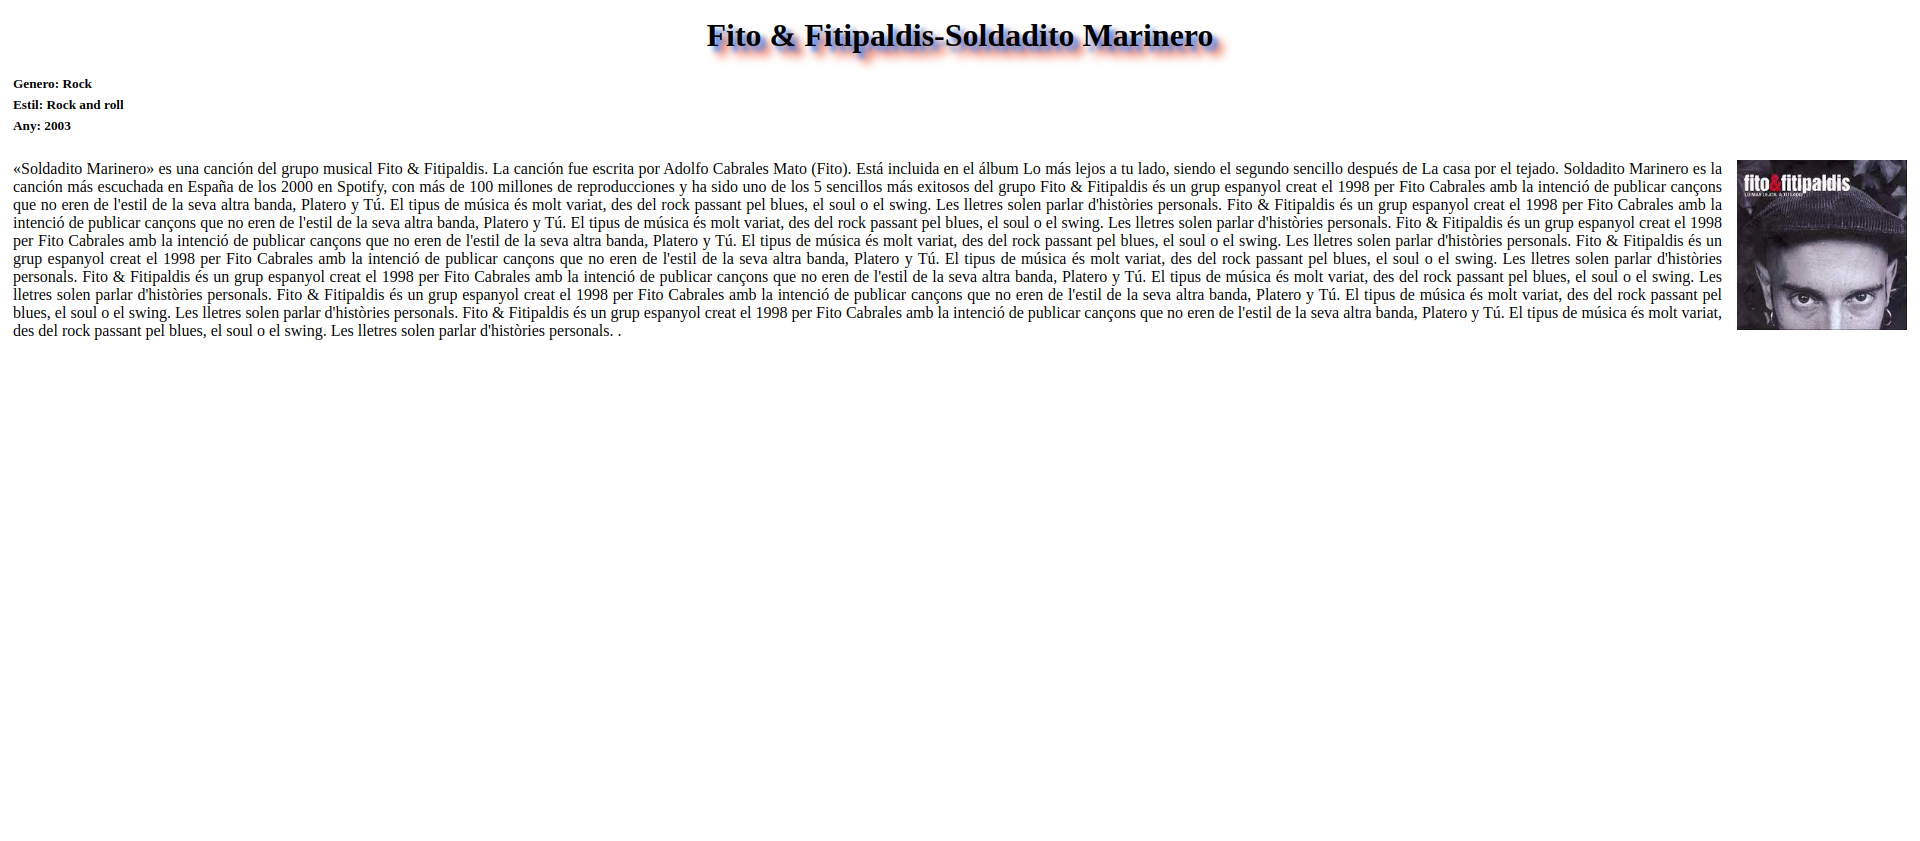 Fito & Fitipaldis-Soldadito Marinero
Genero: Rock
Estil: Rock and roll
Any: 2003
«Soldadito Marinero» es una canción del grupo musical Fito & Fitipaldis. La canción fue escrita por Adolfo Cabrales Mato (Fito). Está incluida en el álbum Lo más lejos a tu lado, siendo el segundo sencillo después de La casa por el tejado. Soldadito Marinero es la
canción más escuchada en España de los 2000 en Spotify, con más de 100 millones de reproducciones y ha sido uno de los 5 sencillos más exitosos del grupo Fito & Fitipaldis és un grup espanyol creat el 1998 per Fito Cabrales amb la intenció de publicar cançons
que no eren de l'estil de la seva altra banda, Platero y Tú. El tipus de música és molt variat, des del rock passant pel blues, el soul o el swing. Les lletres solen parlar d'històries personals. Fito & Fitipaldis és un grup espanyol creat el 1998 per Fito Cabrales amb la
intenció de publicar cançons que no eren de l'estil de la seva altra banda, Platero y Tú. El tipus de música és molt variat, des del rock passant pel blues, el soul o el swing. Les lletres solen parlar d'històries personals. Fito & Fitipaldis és un grup espanyol creat el 1998
per Fito Cabrales amb la intenció de publicar cançons que no eren de l'estil de la seva altra banda, Platero y Tú. El tipus de música és molt variat, des del rock passant pel blues, el soul o el swing. Les lletres solen parlar d'històries personals. Fito & Fitipaldis és un
grup espanyol creat el 1998 per Fito Cabrales amb la intenció de publicar cançons que no eren de l'estil de la seva altra banda, Platero y Tú. El tipus de música és molt variat, des del rock passant pel blues, el soul o el swing. Les lletres solen parlar d'històries
personals. Fito & Fitipaldis és un grup espanyol creat el 1998 per Fito Cabrales amb la intenció de publicar cançons que no eren de l'estil de la seva altra banda, Platero y Tú. El tipus de música és molt variat, des del rock passant pel blues, el soul o el swing. Les
lletres solen parlar d'històries personals. Fito & Fitipaldis és un grup espanyol creat el 1998 per Fito Cabrales amb la intenció de publicar cançons que no eren de l'estil de la seva altra banda, Platero y Tú. El tipus de música és molt variat, des del rock passant pel
blues, el soul o el swing. Les lletres solen parlar d'històries personals. Fito & Fitipaldis és un grup espanyol creat el 1998 per Fito Cabrales amb la intenció de publicar cançons que no eren de l'estil de la seva altra banda, Platero y Tú. El tipus de música és molt variat,
des del rock passant pel blues, el soul o el swing. Les lletres solen parlar d'històries personals. .
fito&fitipaldis